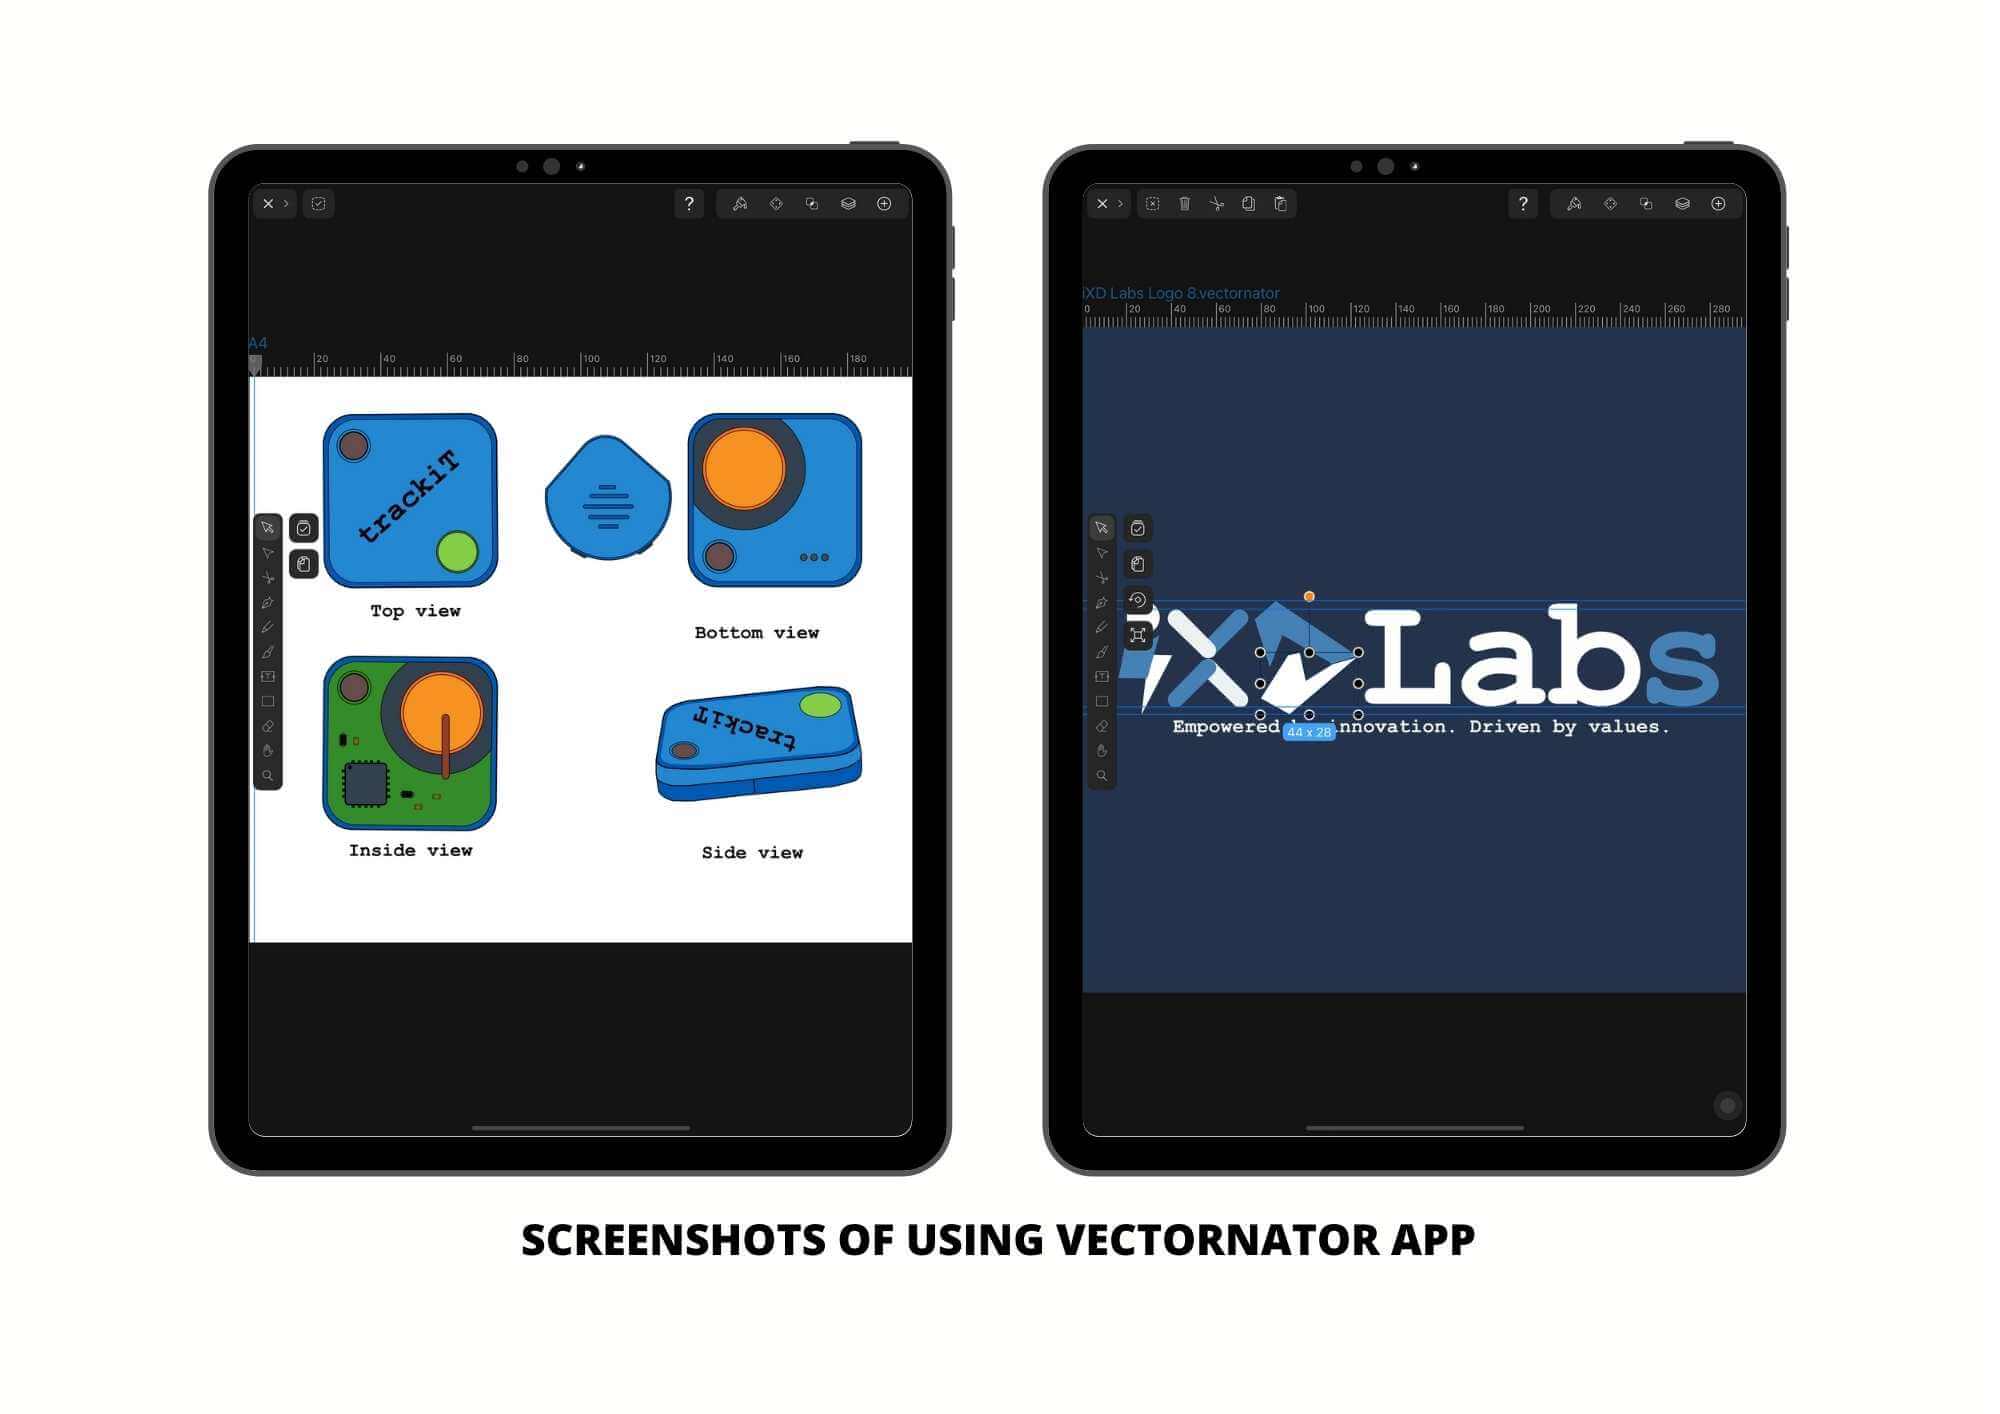 ?
A4
0 20 40 60 80 100 120 140 160 180
trackiT
Top view
Bottom view
trackiT
Inside view
Side view
?
iXD Labs Logo 8.vectornator
0 20 40 60 80 100 120 140 160 180 200 220 240 260 280
iXD Labs
Empowered innovation. Driven by values.
44 x 28
SCREENSHOTS OF USING VECTORNATOR APP